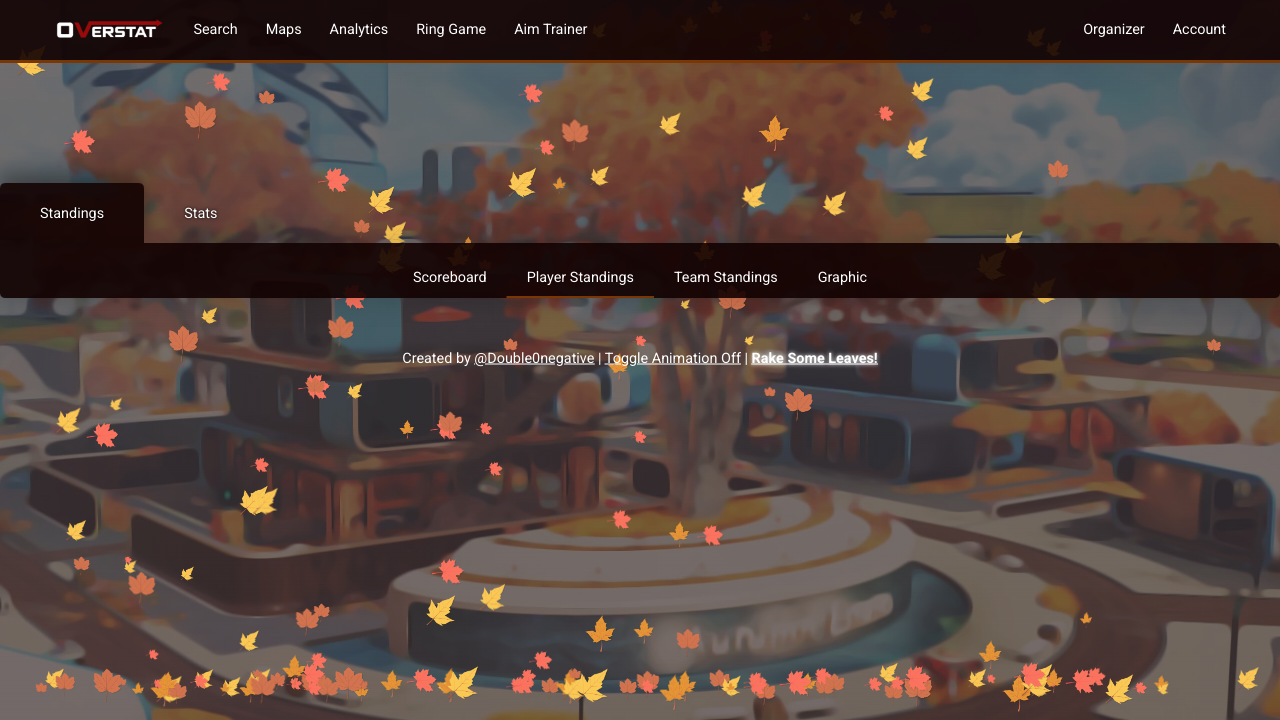 OVERSTAT Search Maps Analytics Ring Game Aim Trainer Organizer Account
Standings Stats
Scoreboard Player Standings Team Standings Graphic
Created by @Double0negative | Toggle Animation Off | Rake Some Leaves!